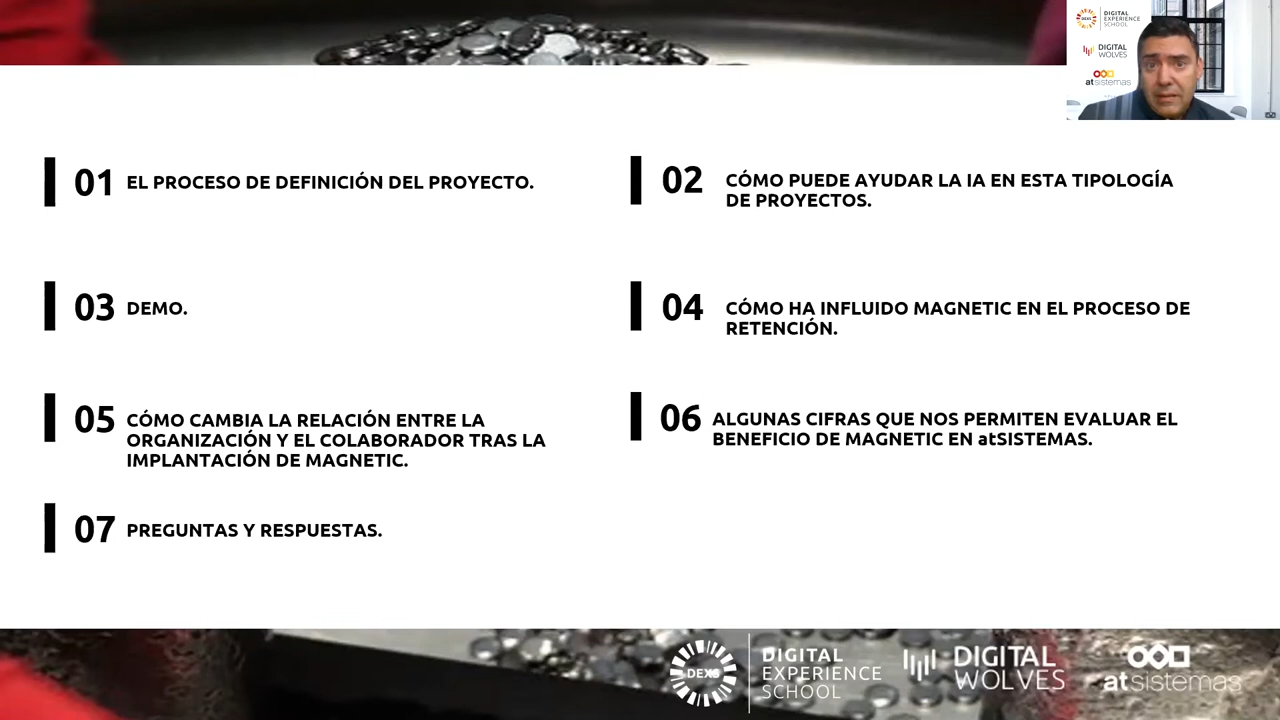 DEXS
DIGITAL
EXPERIENCE
SCHOOL
DIGITAL
WOLVES
atsistemas
01 EL PROCESO DE DEFINICIÓN DEL PROYECTO.
02 CÓMO PUEDE AYUDAR LA IA EN ESTA TIPOLOGÍA
DE PROYECTOS.
03 DEMO.
04 CÓMO HA INFLUIDO MAGNETIC EN EL PROCESO DE
RETENCIÓN.
05 CÓMO CAMBIA LA RELACIÓN ENTRE LA
ORGANIZACIÓN Y EL COLABORADOR TRAS LA
IMPLANTACIÓN DE MAGNETIC.
06 ALGUNAS CIFRAS QUE NOS PERMITEN EVALUAR EL
BENEFICIO DE MAGNETIC EN atSISTEMAS.
07 PREGUNTAS Y RESPUESTAS.
DEXS
DIGITAL
EXPERIENCE
SCHOOL
DIGITAL
WOLVES
atsistemas